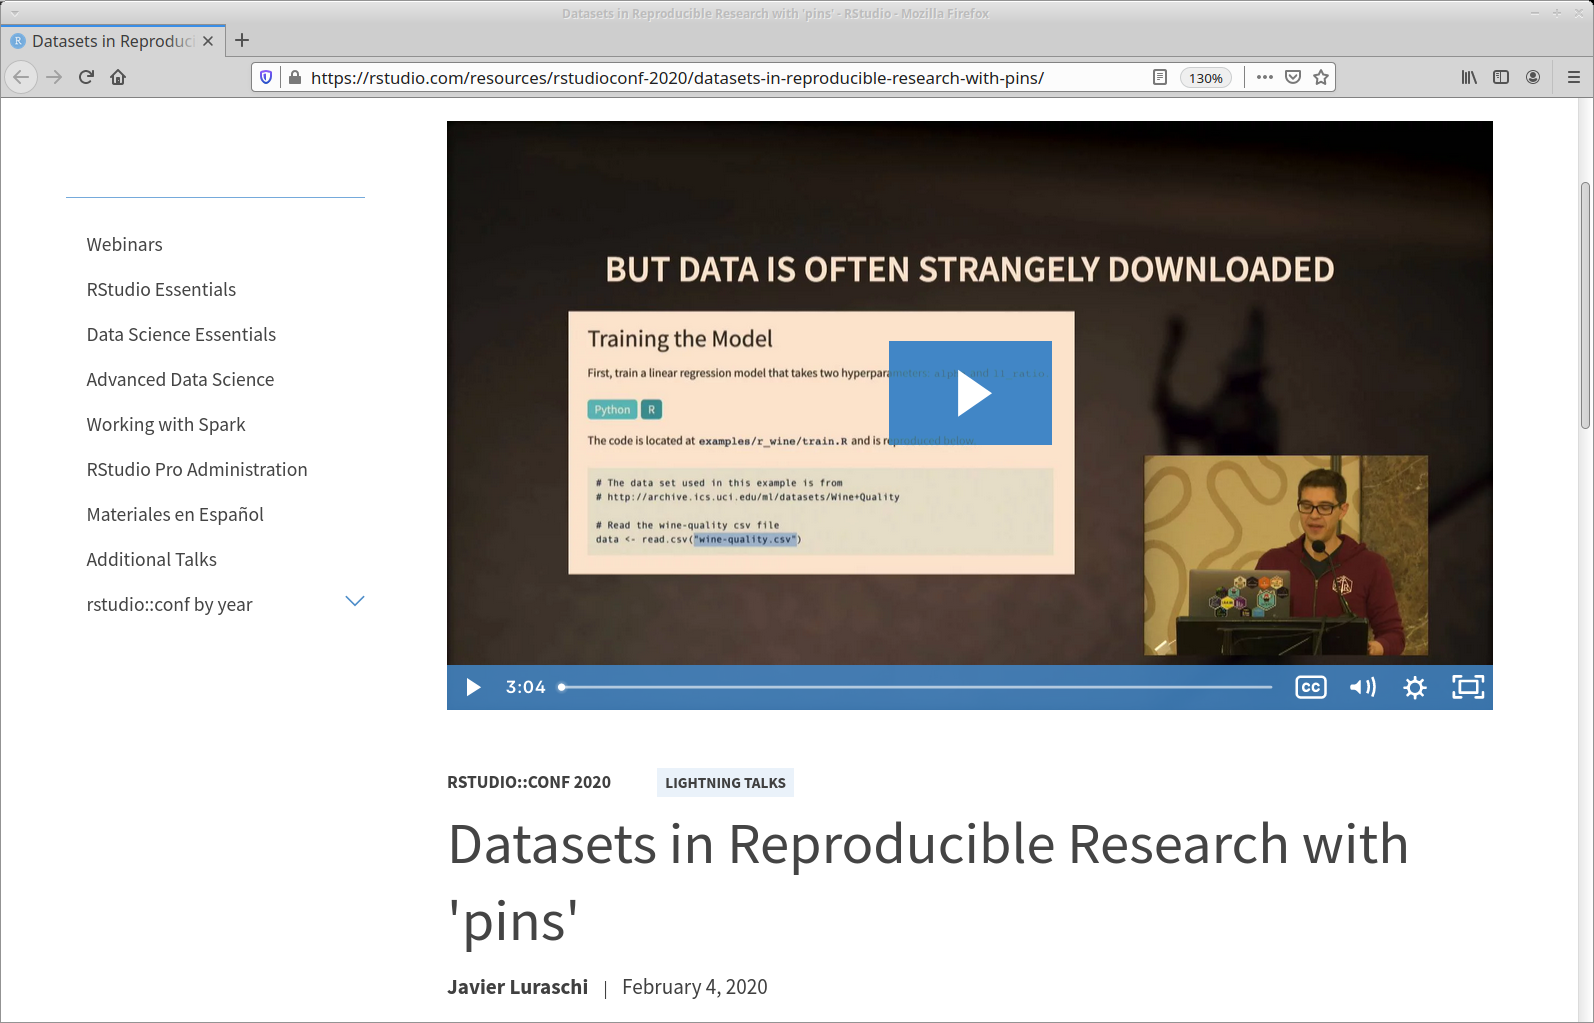 Datasets in Reproducible Research with 'pins' - RStudio - Mozilla Firefox
Datasets in Reproduci
https://rstudio.com/resources/rstudioconf-2020/datasets-in-reproducible-research-with-pins/
130%
Webinars
RStudio Essentials
Data Science Essentials
Advanced Data Science
Working with Spark
RStudio Pro Administration
Materiales en Español
Additional Talks
rstudio::conf by year
BUT DATA IS OFTEN STRANGELY DOWNLOADED
Training the Model
First, train a linear regression model that takes two hyperparameters: alpha and l1_ratio.
Python R
The code is located at examples/r_wine/train.R and is reproduced below.
# The data set used in this example is from
# http://archive.ics.uci.edu/ml/datasets/Wine+Quality
# Read the wine-quality csv file
data <- read.csv("wine-quality.csv")
3:04
CC
RSTUDIO::CONF 2020
LIGHTNING TALKS
Datasets in Reproducible Research with
'pins'
Javier Luraschi | February 4, 2020